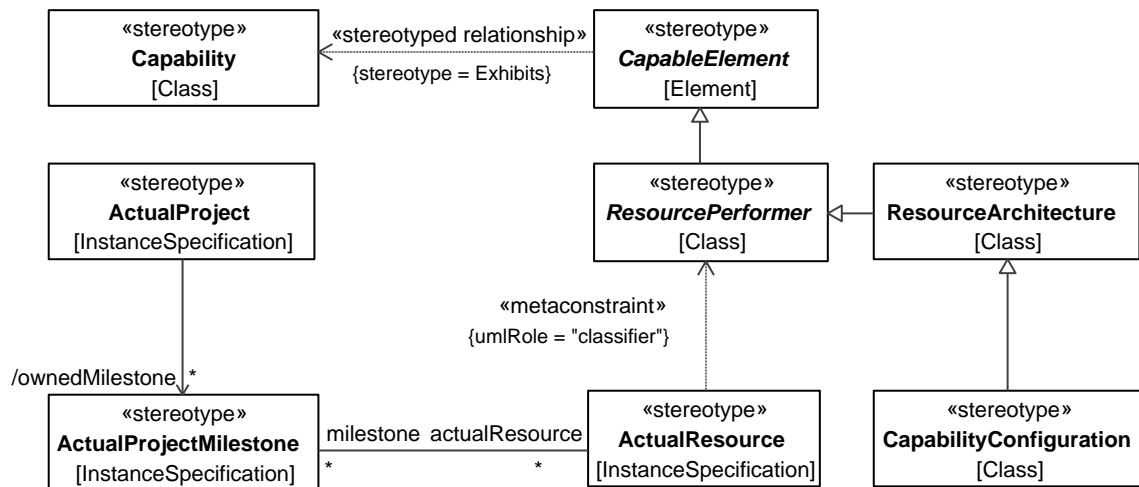 «stereotype»
Capability
[Class]
«stereotyped relationship»
{stereotype = Exhibits}
«stereotype»
CapableElement
[Element]
«stereotype»
ActualProject
[InstanceSpecification]
«stereotype»
ResourcePerformer
[Class]
«stereotype»
ResourceArchitecture
[Class]
«metaconstraint»
{umlRole = "classifier"}
/ownedMilestone *
«stereotype»
ActualProjectMilestone
[InstanceSpecification]
milestone actualResource
* *
«stereotype»
ActualResource
[InstanceSpecification]
«stereotype»
CapabilityConfiguration
[Class]